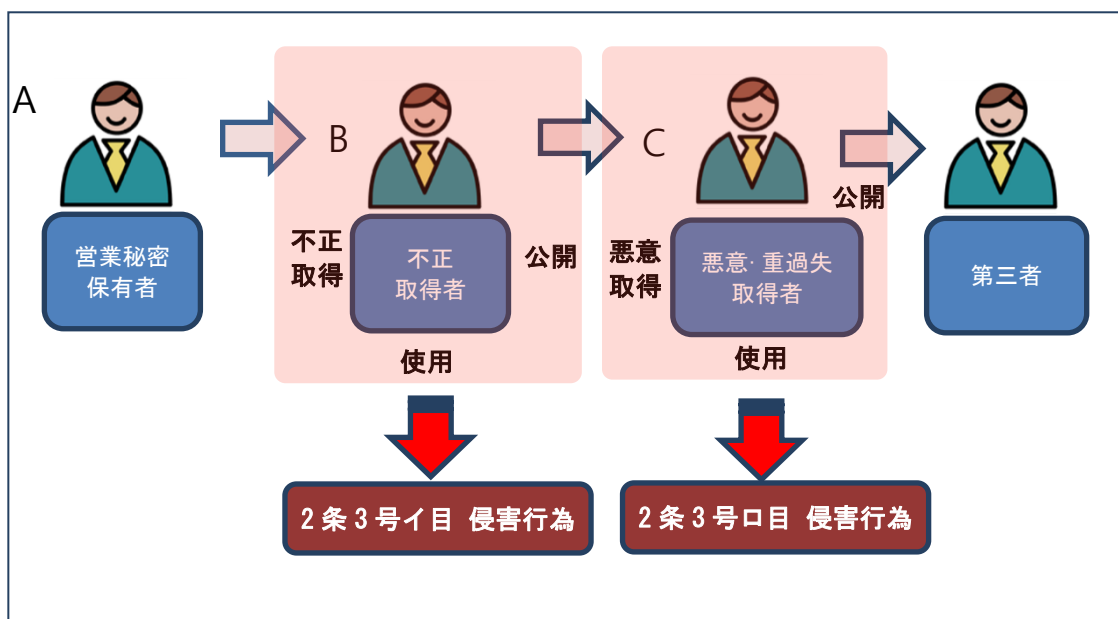 A
B
C
営業秘密
保有者
不正
取得
不正
取得者
公開
使用
悪意
取得
悪意・重過失
取得者
公開
使用
第三者
2条3号イ目 侵害行為
2条3号ロ目 侵害行為